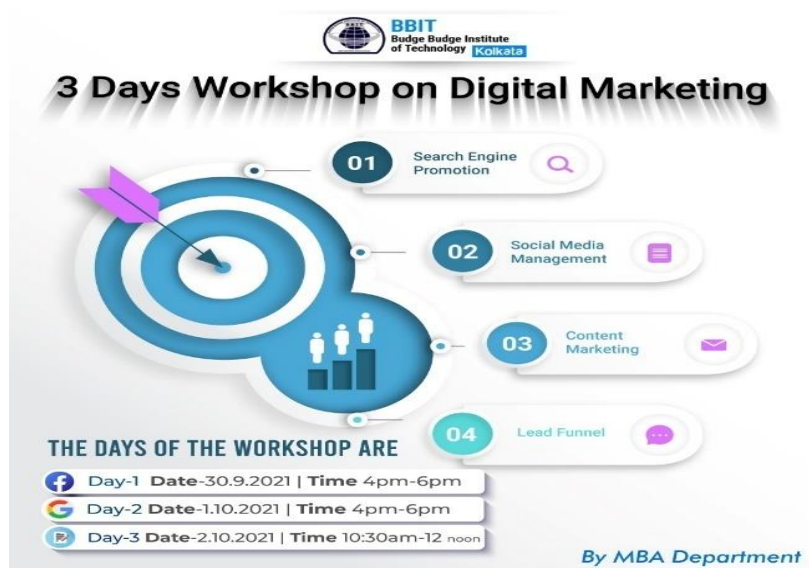 BBIT
Budge Budge Institute
of Technology Kolkata
3 Days Workshop on Digital Marketing
01 Search Engine
Promotion
02 Social Media
Management
03 Content
Marketing
04 Lead Funnel
THE DAYS OF THE WORKSHOP ARE
Day-1 Date-30.9.2021 | Time 4pm-6pm
Day-2 Date-1.10.2021 | Time 4pm-6pm
Day-3 Date-2.10.2021 | Time 10:30am-12 noon
By MBA Department